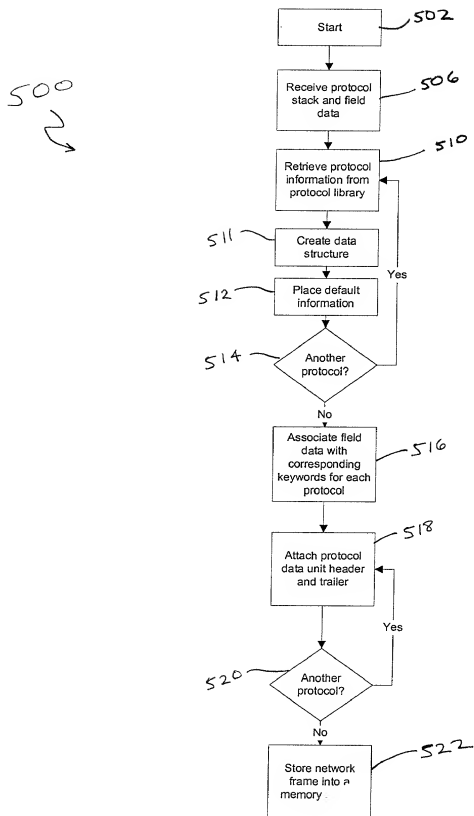 502
Start
500
506
Receive protocol
stack and field
data
510
Retrieve protocol
information from
protocol library
511
Create data
structure
Yes
512
Place default
information
514
Another
protocol?
No
Associate field
data with
corresponding
keywords for each
protocol
516
518
Attach protocol
data unit header
and trailer
Yes
520
Another
protocol?
No
522
Store network
frame into a
memory